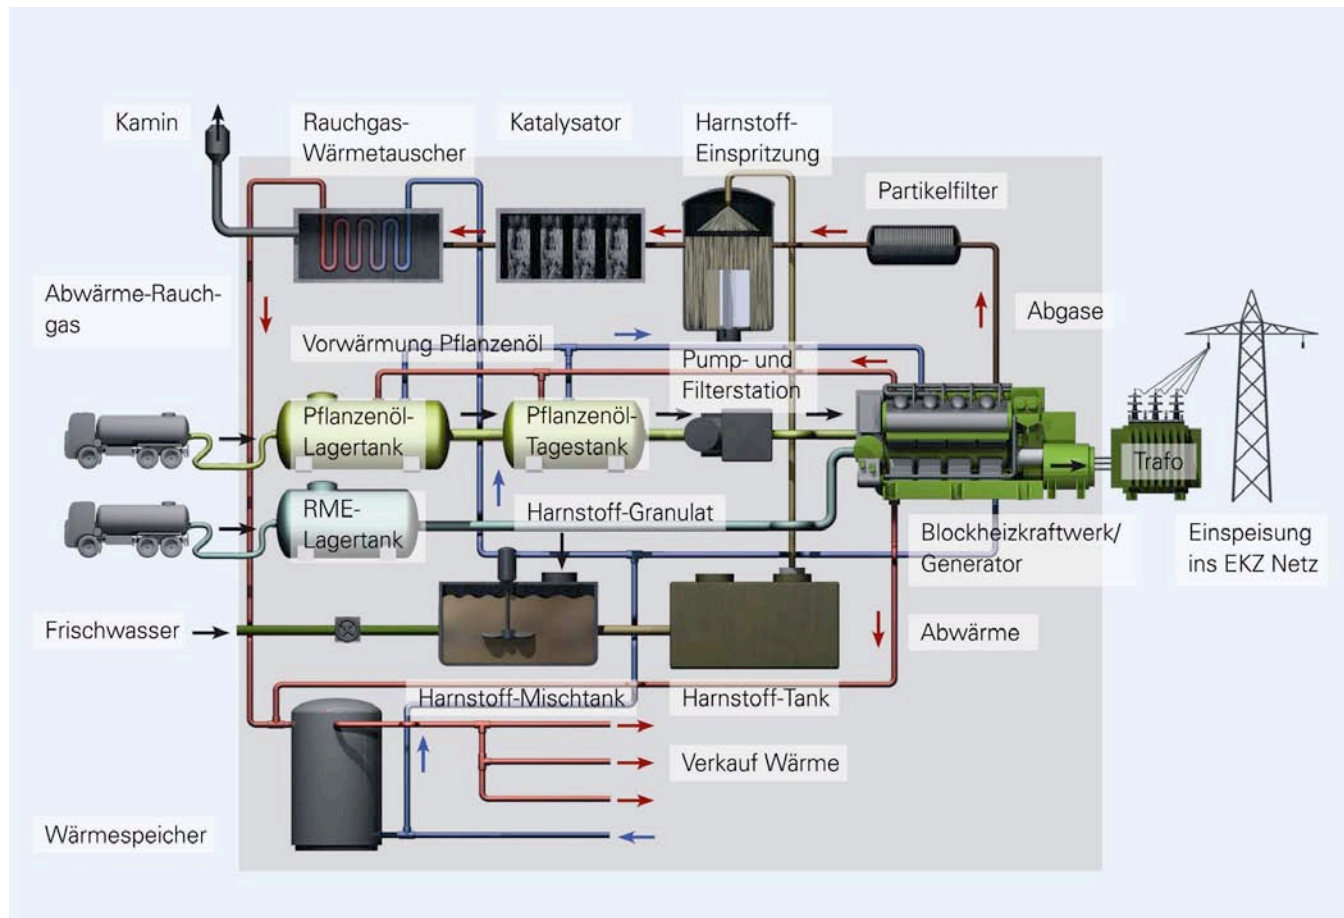 Kamin
Rauchgas-
Wärmetauscher
Katalysator
Harnstoff-
Einspritzung
Partikelfilter
Abwärme-Rauch-
gas
Abgase
Vorwärmung Pflanzenöl
Pump- und
Filterstation
Pflanzenöl-
Lagertank
Pflanzenöl-
Tagestank
Trafo
RME-
Lagertank
Harnstoff-Granulat
Blockheizkraftwerk/
Generator
Einspeisung
ins EKZ Netz
Frischwasser
Abwärme
Harnstoff-Mischtank
Harnstoff-Tank
Verkauf Wärme
Wärmespeicher